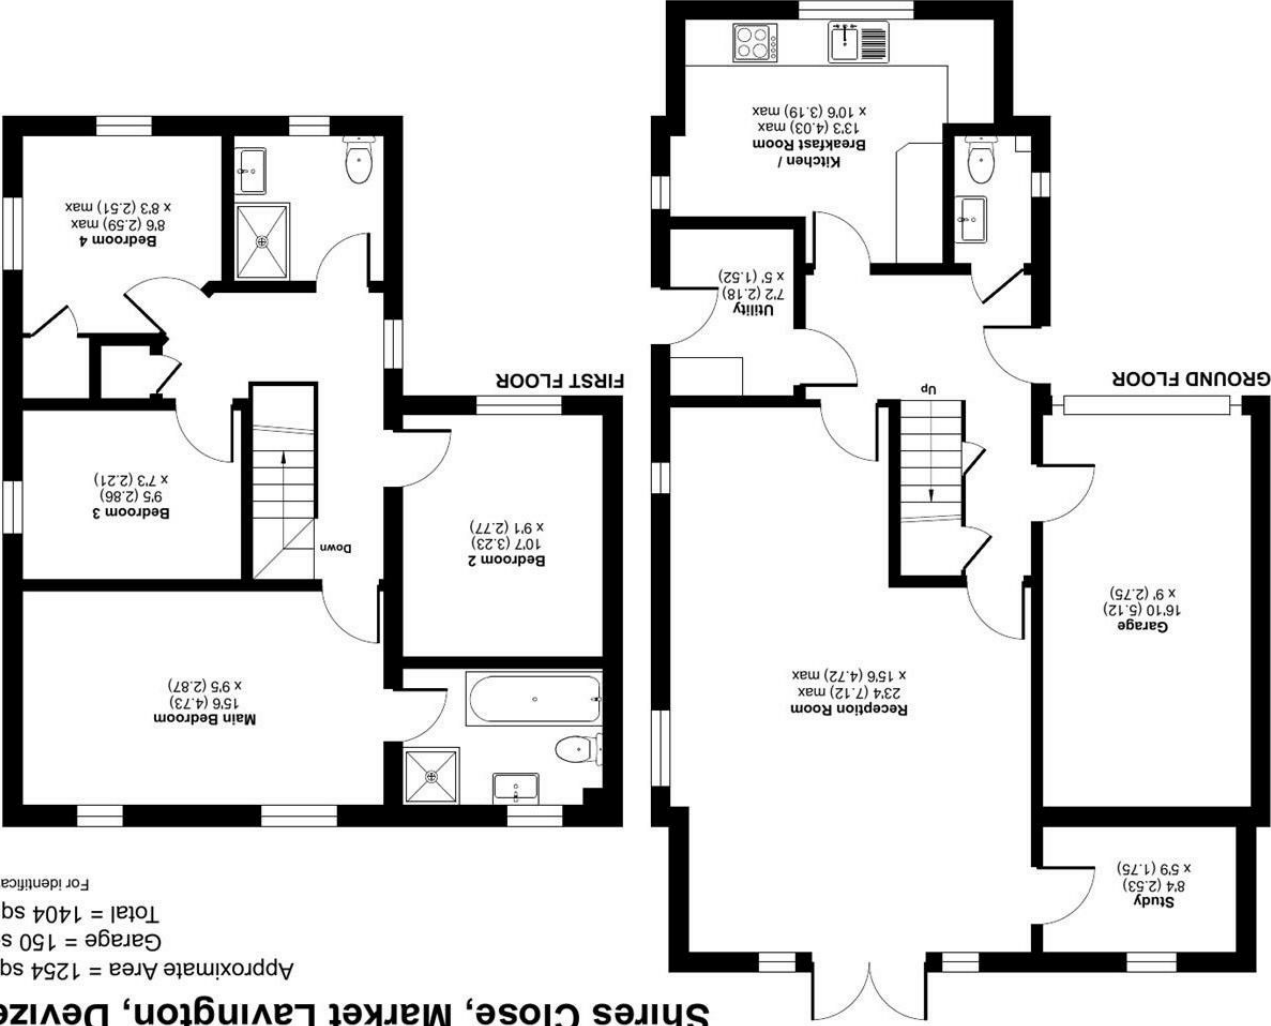 Shires Close, Market Lavington, Devize
Approximate Area = 1254 sq
Garage = 150 s
Total = 1404 sq
For identifica
Study
8'4 (2.53)
x 5'9 (1.75)
Reception Room
23'4 (7.12) max
x 15'6 (4.72) max
Garage
16'10 (5.12)
x 9' (2.75)
Up
GROUND FLOOR
Utility
7'2 (2.18)
x 5' (1.52)
Kitchen /
Breakfast Room
13'3 (4.03) max
x 10'6 (3.19) max
Main Bedroom
15'6 (4.73)
x 9'5 (2.87)
Bedroom 2
10'7 (3.23)
x 9'1 (2.77)
Down
Bedroom 3
9'5 (2.86)
x 7'3 (2.21)
FIRST FLOOR
Bedroom 4
8'6 (2.59) max
x 8'3 (2.51) max